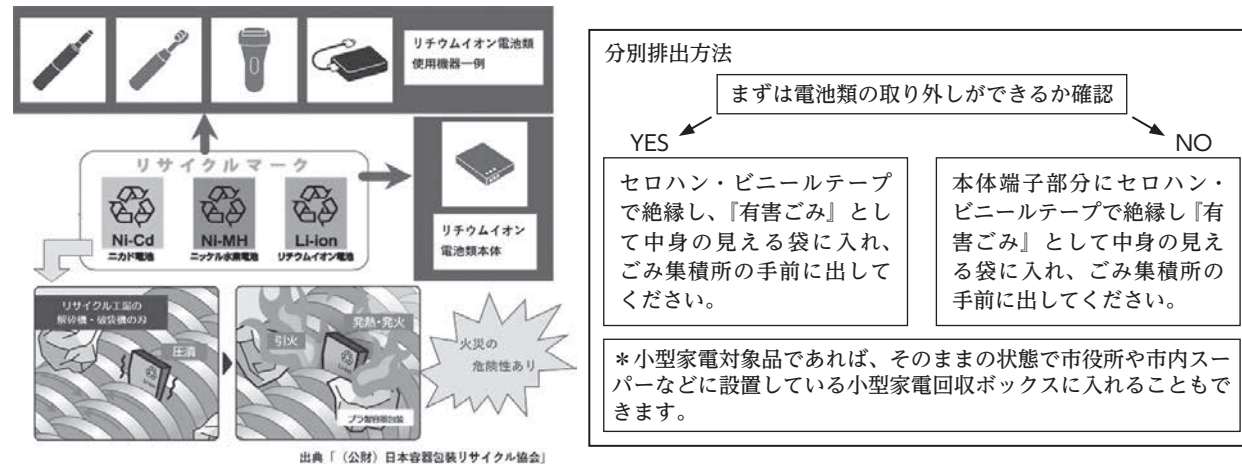 リチウムイオン電池類
使用機器一例
リサイクルマーク
Ni-Cd
ニカド電池
Ni-MH
ニッケル水素電池
Li-ion
リチウムイオン電池
リチウムイオン
電池類本体
リサイクル工場の
解砕機・破袋機の刃
圧潰
発熱・発火
引火
プラ製容器包装
火災の
危険性あり
出典「(公財)日本容器包装リサイクル協会」
分別排出方法
まずは電池類の取り外しができるか確認
YES
NO
セロハン・ビニールテープ
で絶縁し、『有害ごみ』とし
て中身の見える袋に入れ、
ごみ集積所の手前に出して
ください。
本体端子部分にセロハン・
ビニールテープで絶縁し『有
害ごみ』として中身の見え
る袋に入れ、ごみ集積所の
手前に出してください。
＊小型家電対象品であれば、そのままの状態で市役所や市内スー
パーなどに設置している小型家電回収ボックスに入れることもで
きます。